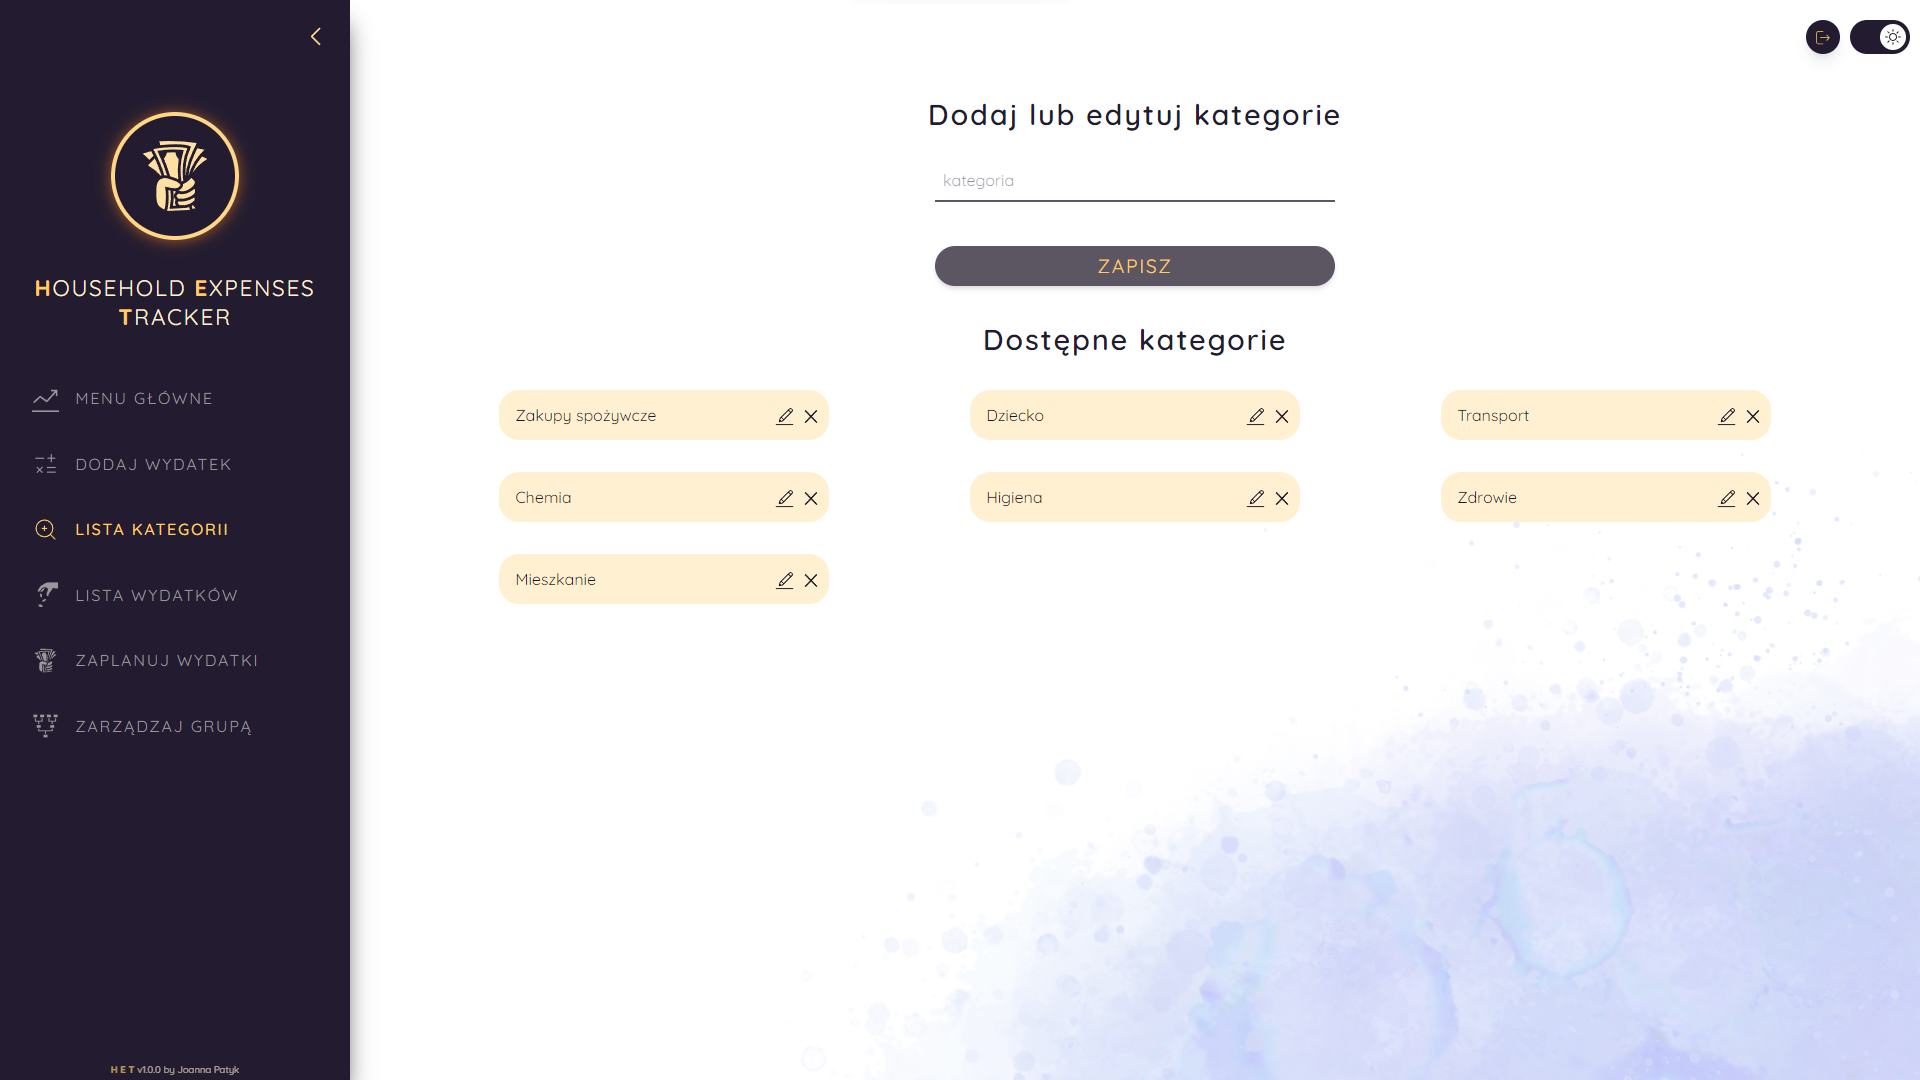 HOUSEHOLD EXPENSES
TRACKER
MENU GŁÓWNE
DODAJ WYDATEK
LISTA KATEGORII
LISTA WYDATKÓW
ZAPLANUJ WYDATKI
ZARZĄDZAJ GRUPĄ
H E T v1.0.0 by Joanna Patyk
Dodaj lub edytuj kategorie
kategoria
ZAPISZ
Dostępne kategorie
Zakupy spożywcze
Dziecko
Transport
Chemia
Higiena
Zdrowie
Mieszkanie